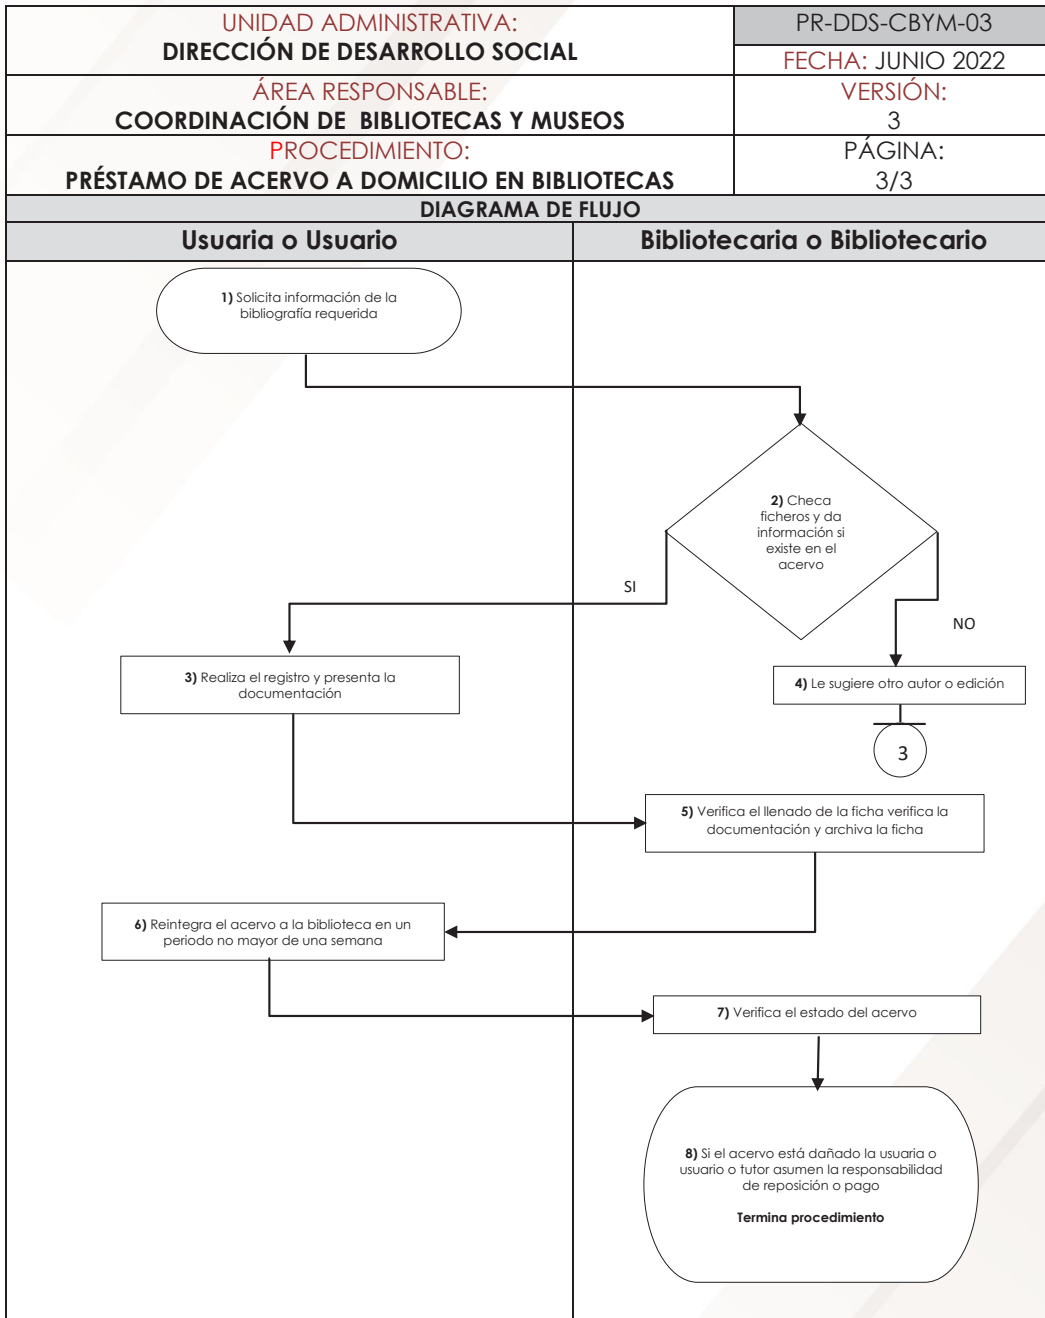 UNIDAD ADMINISTRATIVA:
DIRECCIÓN DE DESARROLLO SOCIAL
PR-DDS-CBYM-03
FECHA: JUNIO 2022
ÁREA RESPONSABLE:
COORDINACIÓN DE BIBLIOTECAS Y MUSEOS
VERSIÓN:
3
PROCEDIMIENTO:
PRÉSTAMO DE ACERVO A DOMICILIO EN BIBLIOTECAS
PÁGINA:
3/3
DIAGRAMA DE FLUJO
Usuaria o Usuario
Bibliotecaria o Bibliotecario
1) Solicita información de la
bibliografía requerida
2) Checa
ficheros y da
información si
existe en el
acervo
SI
NO
3) Realiza el registro y presenta la
documentación
4) Le sugiere otro autor o edición
3
5) Verifica el llenado de la ficha verifica la
documentación y archiva la ficha
6) Reintegra el acervo a la biblioteca en un
periodo no mayor de una semana
7) Verifica el estado del acervo
8) Si el acervo está dañado la usuaria o
usuario o tutor asumen la responsabilidad
de reposición o pago
Termina procedimiento